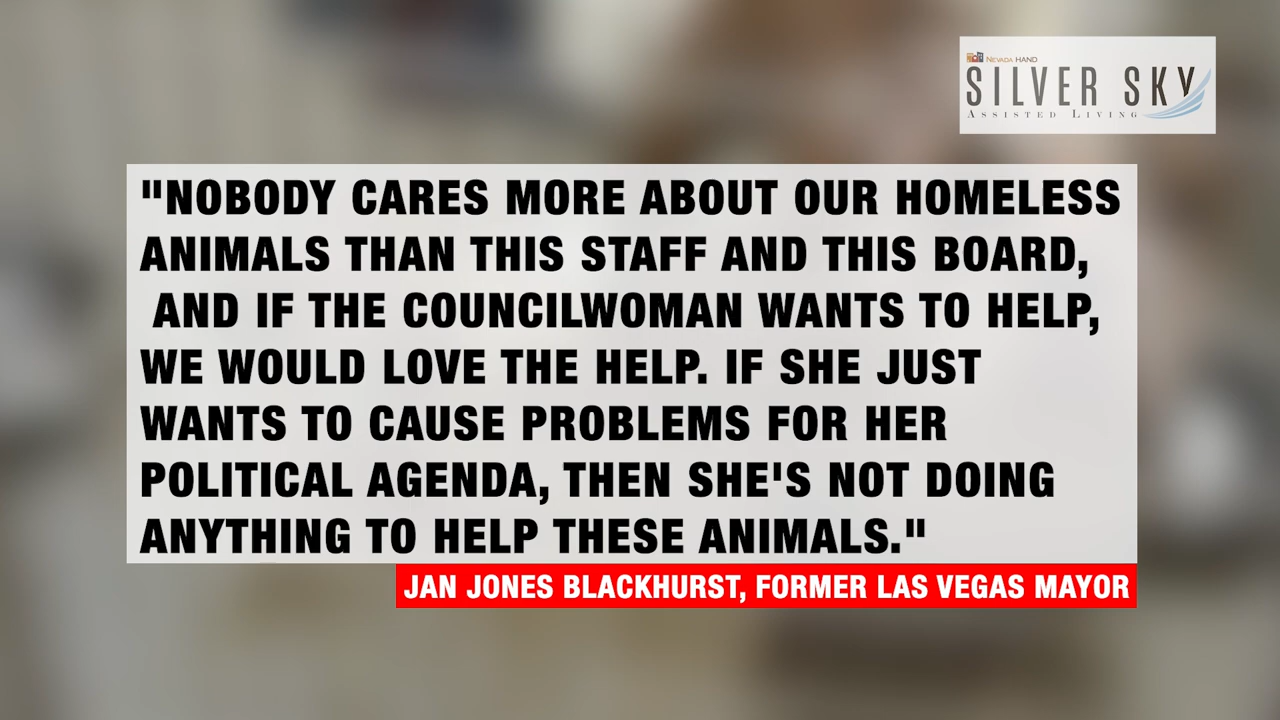 NEVADA HAND
SILVER SKY
ASSISTED LIVING
"NOBODY CARES MORE ABOUT OUR HOMELESS
ANIMALS THAN THIS STAFF AND THIS BOARD,
AND IF THE COUNCILWOMAN WANTS TO HELP,
WE WOULD LOVE THE HELP. IF SHE JUST
WANTS TO CAUSE PROBLEMS FOR HER
POLITICAL AGENDA, THEN SHE'S NOT DOING
ANYTHING TO HELP THESE ANIMALS."
JAN JONES BLACKHURST, FORMER LAS VEGAS MAYOR